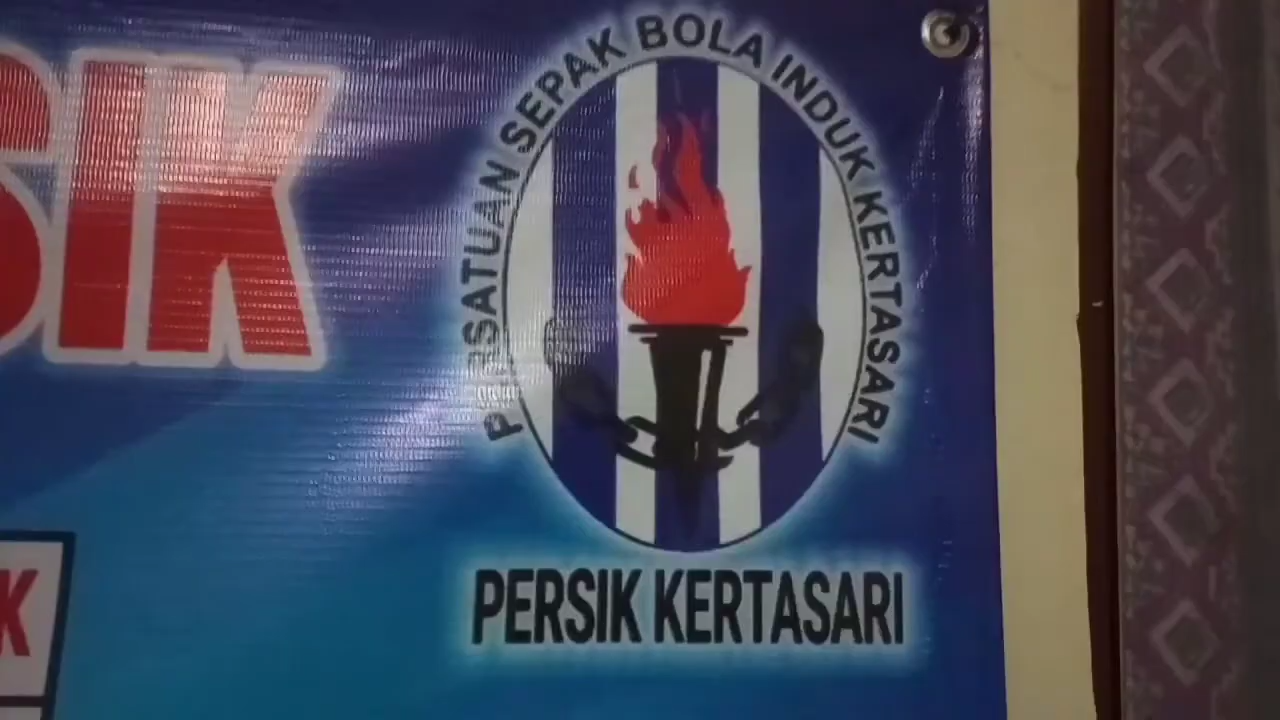 SIK
PERSATUAN SEPAK BOLA INDUK KERTASARI
K
PERSIK KERTASARI